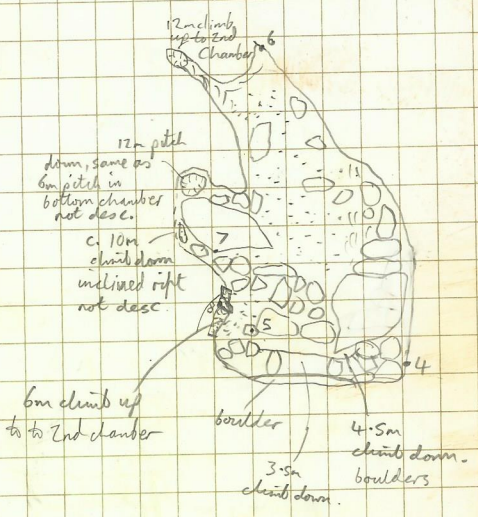 12m climb
up to 2nd
Chamber
6
12m pitch
down, same as
6m pitch in
bottom chamber
not desc.
c. 10m
climb down
inclined rift
not desc
7
5
4
6m climb up
to to 2nd chamber
boulder
3.5m
climb down.
4.5m
climb down.
boulders